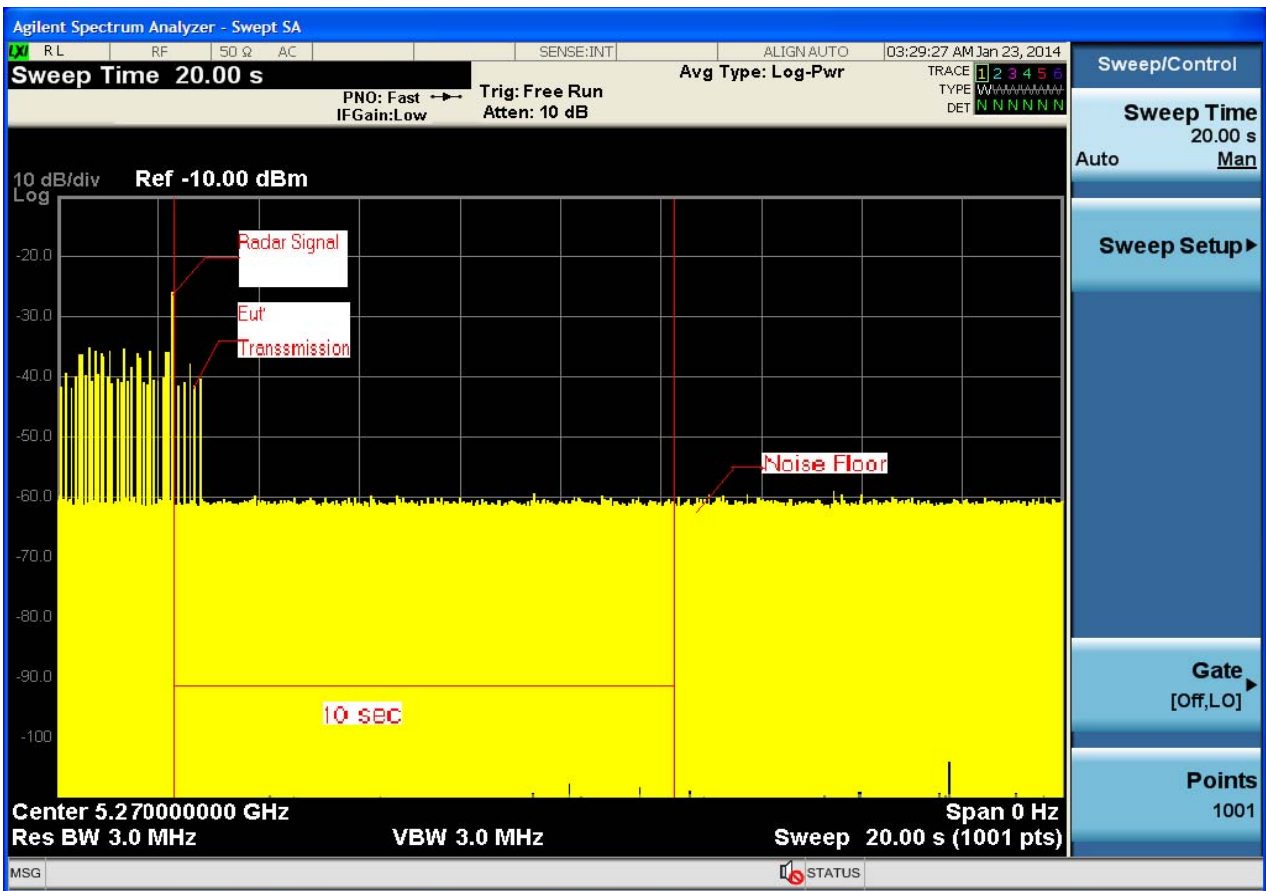 Agilent Spectrum Analyzer - Swept SA
LXI RL RF 50 Ω AC SENSE:INT ALIGN AUTO 03:29:27 AM Jan 23, 2014
Sweep Time 20.00 s
PNO: Fast
IFGain:Low
Trig: Free Run
Atten: 10 dB
Avg Type: Log-Pwr
TRACE 1 2 3 4 5 6
TYPE WWWWWW
DET N N N N N N
10 dB/div Ref -10.00 dBm
Log
-20.0
-30.0
-40.0
-50.0
-60.0
-70.0
-80.0
-90.0
-100
Radar Signal
Eut'
Transsmission
Noise Floor
10 sec
Center 5.270000000 GHz Span 0 Hz
Res BW 3.0 MHz VBW 3.0 MHz Sweep 20.00 s (1001 pts)
MSG STATUS
Sweep/Control
Sweep Time
20.00 s
Auto Man
Sweep Setup
Gate
[Off,LO]
Points
1001